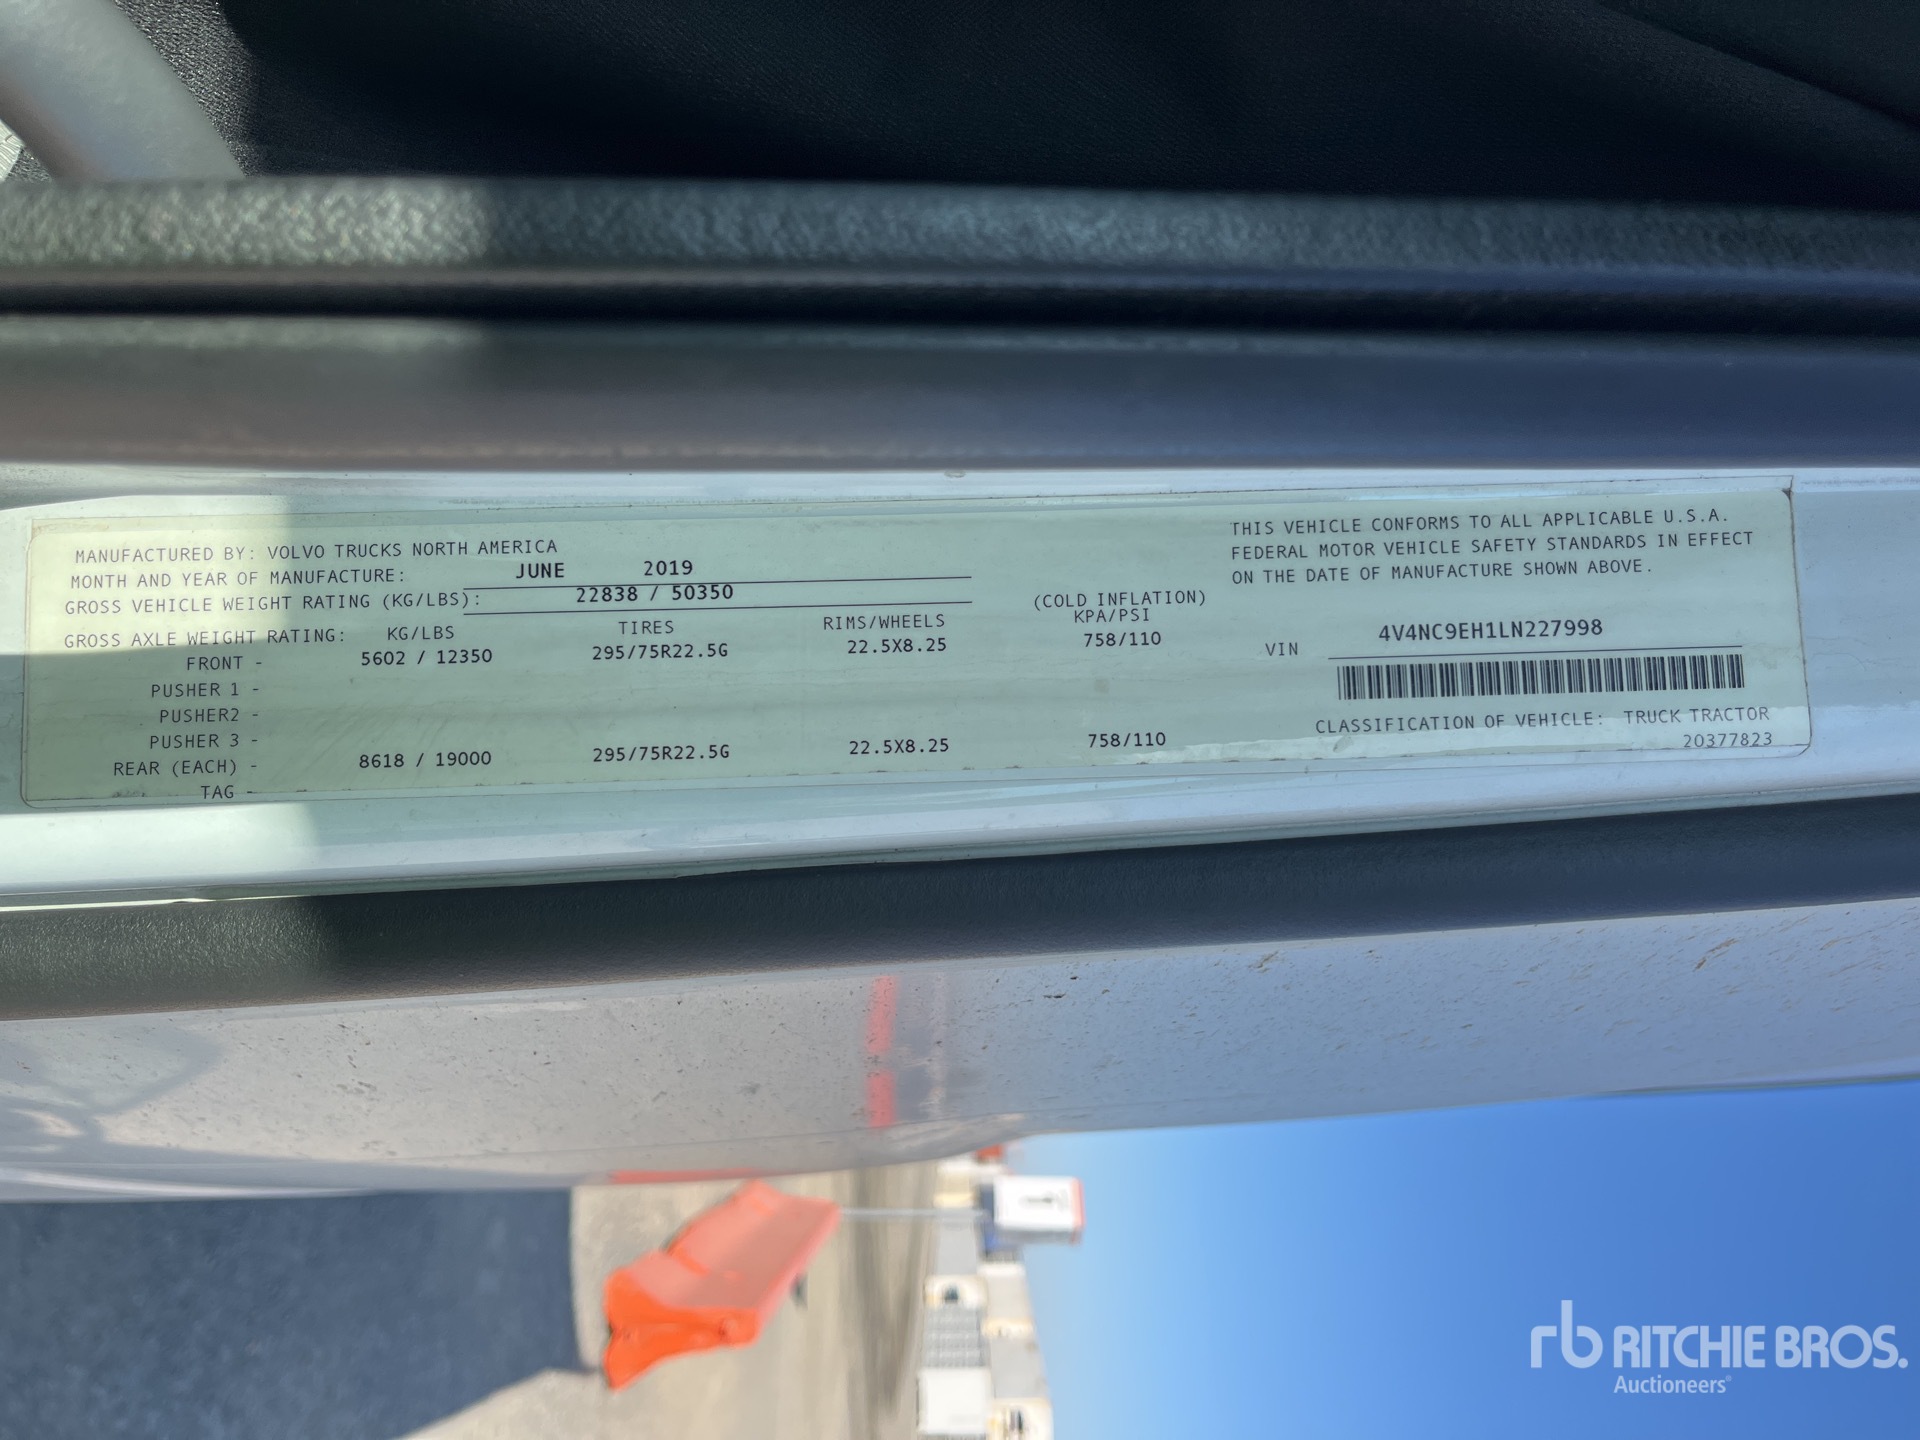 MANUFACTURED BY: VOLVO TRUCKS NORTH AMERICA
MONTH AND YEAR OF MANUFACTURE: JUNE 2019
GROSS VEHICLE WEIGHT RATING (KG/LBS): 22838 / 50350
GROSS AXLE WEIGHT RATING: KG/LBS TIRES RIMS/WHEELS (COLD INFLATION) KPA/PSI
FRONT - 5602 / 12350 295/75R22.5G 22.5X8.25 758/110
PUSHER 1 -
PUSHER2 -
PUSHER 3 -
REAR (EACH) - 8618 / 19000 295/75R22.5G 22.5X8.25 758/110
TAG -
THIS VEHICLE CONFORMS TO ALL APPLICABLE U.S.A.
FEDERAL MOTOR VEHICLE SAFETY STANDARDS IN EFFECT
ON THE DATE OF MANUFACTURE SHOWN ABOVE.
VIN 4V4NC9EH1LN227998
CLASSIFICATION OF VEHICLE: TRUCK TRACTOR
20377823
rb RITCHIE BROS.
Auctioneers